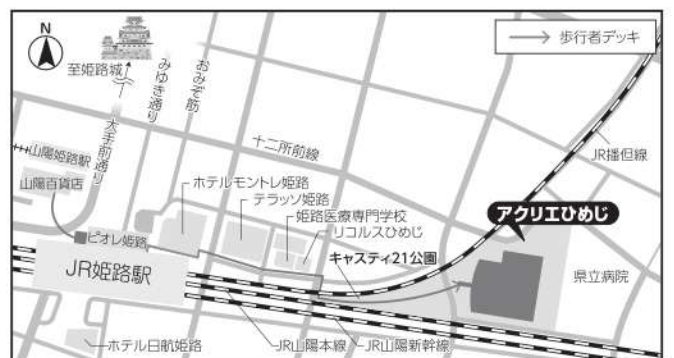 N
歩行者デッキ
至姫路城
みゆき通り
おみぞ筋
大手前通り
十二所前線
JR播但線
山陽姫路駅
山陽百貨店
ホテルモントレ姫路
テラッソ姫路
姫路医療専門学校
リコルスひめじ
アクリエひめじ
ピオレ姫路
キャスティ21公園
県立病院
JR姫路駅
ホテル日航姫路
JR山陽本線
JR山陽新幹線